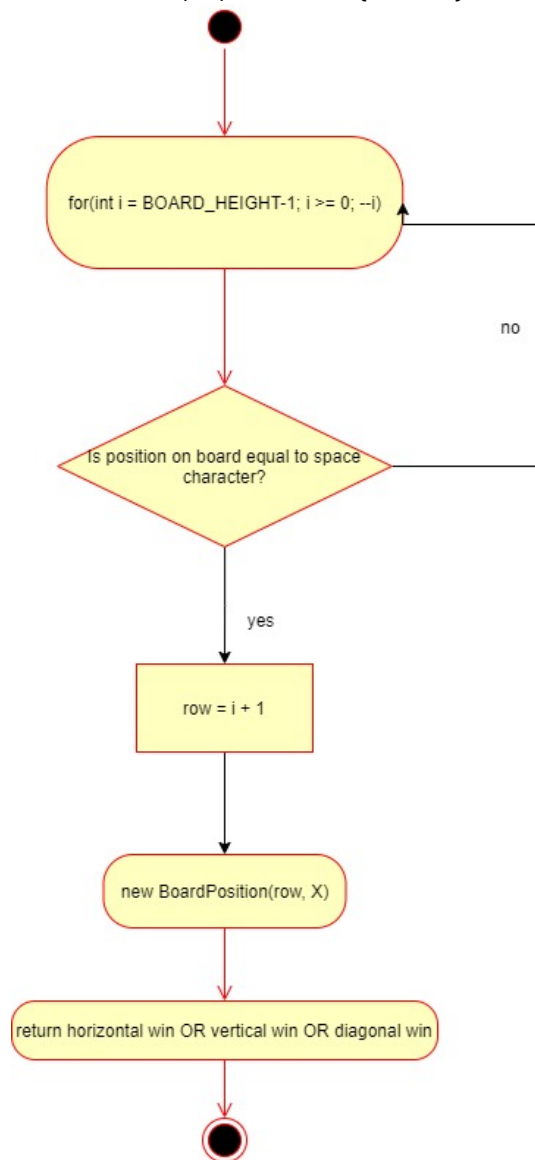 for(int i = BOARD_HEIGHT-1; i >= 0; --i)
no
Is position on board equal to space
character?
yes
row = i + 1
new BoardPosition(row, X)
return horizontal win OR vertical win OR diagonal win